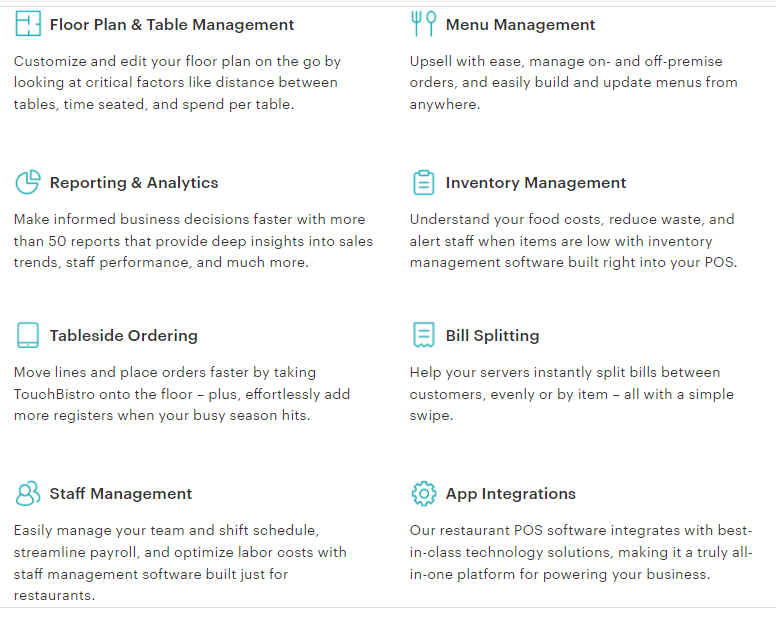 Floor Plan & Table Management
Customize and edit your floor plan on the go by
looking at critical factors like distance between
tables, time seated, and spend per table.
Menu Management
Upsell with ease, manage on- and off-premise
orders, and easily build and update menus from
anywhere.
Reporting & Analytics
Make informed business decisions faster with more
than 50 reports that provide deep insights into sales
trends, staff performance, and much more.
Inventory Management
Understand your food costs, reduce waste, and
alert staff when items are low with inventory
management software built right into your POS.
Tableside Ordering
Move lines and place orders faster by taking
TouchBistro onto the floor – plus, effortlessly add
more registers when your busy season hits.
Bill Splitting
Help your servers instantly split bills between
customers, evenly or by item – all with a simple
swipe.
Staff Management
Easily manage your team and shift schedule,
streamline payroll, and optimize labor costs with
staff management software built just for
restaurants.
App Integrations
Our restaurant POS software integrates with best-
in-class technology solutions, making it a truly all-
in-one platform for powering your business.